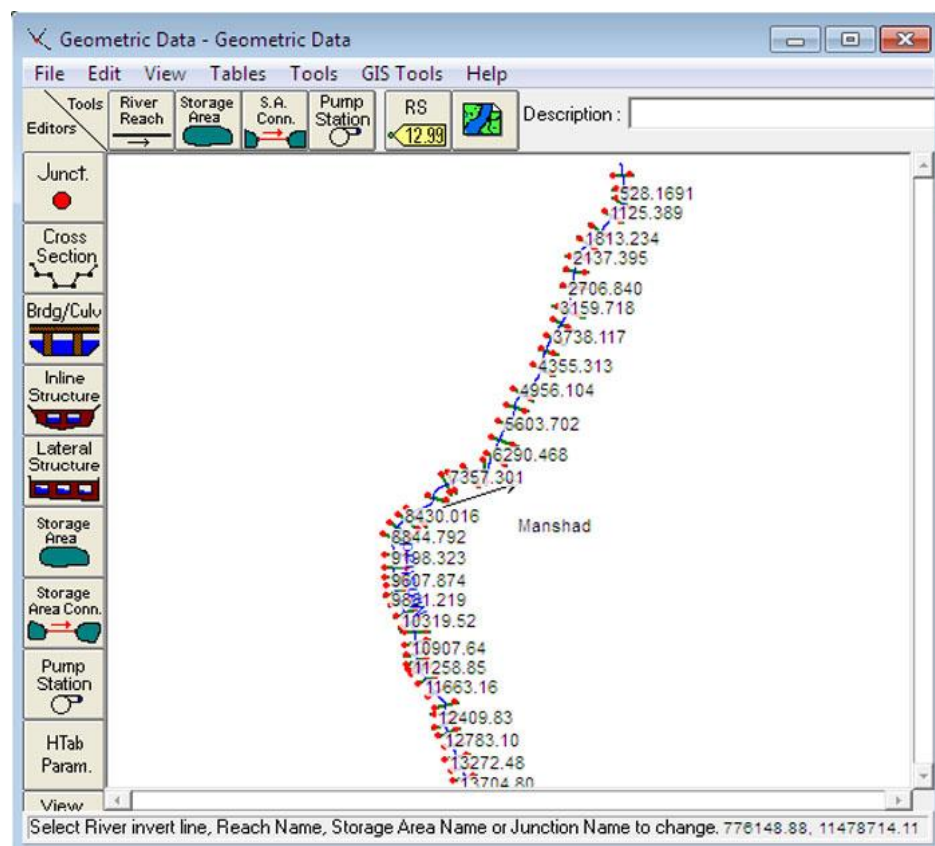 Geometric Data - Geometric Data
File Edit View Tables Tools GIS Tools Help
Tools
Editors
River Reach
Storage Area
S.A. Conn.
Pump Station
RS
12.99
Description :
Junct.
Cross Section
Brdg/Culv
Inline Structure
Lateral Structure
Storage Area
Storage Area Conn.
Pump Station
HTab Param.
View
528.1691
1125.389
1813.234
2137.395
2706.840
3159.718
3738.117
4355.313
4956.104
5603.702
6290.468
7357.301
8430.016
Manshad
8844.792
9198.323
9607.874
10319.52
10907.64
11258.85
11663.16
12409.83
12783.10
13272.48
13704.80
Select River invert line, Reach Name, Storage Area Name or Junction Name to change. 776148.88, 11478714.11